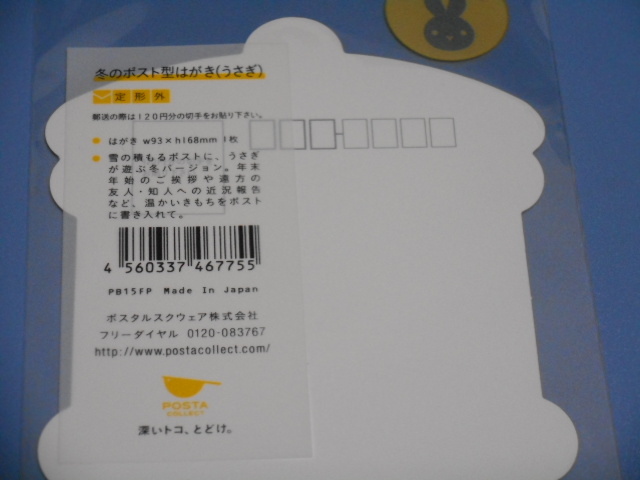 冬のポスト型はがき(うさぎ)
定形外
郵送の際は120円分の切手をお貼り下さい。
はがき w93×h168mm 1枚
雪の積もるポストに、うさぎ
が遊ぶ冬バージョン。年末
年始のご挨拶や遠方の
友人・知人への近況報告
など、温かいきもちをポスト
に書き入れて。
4 560337 467755
PB15FP Made In Japan
ポスタルスクウェア株式会社
フリーダイヤル 0120-083767
http://www.postacollect.com/
POSTA
COLLECT
深いトコ、とどけ。